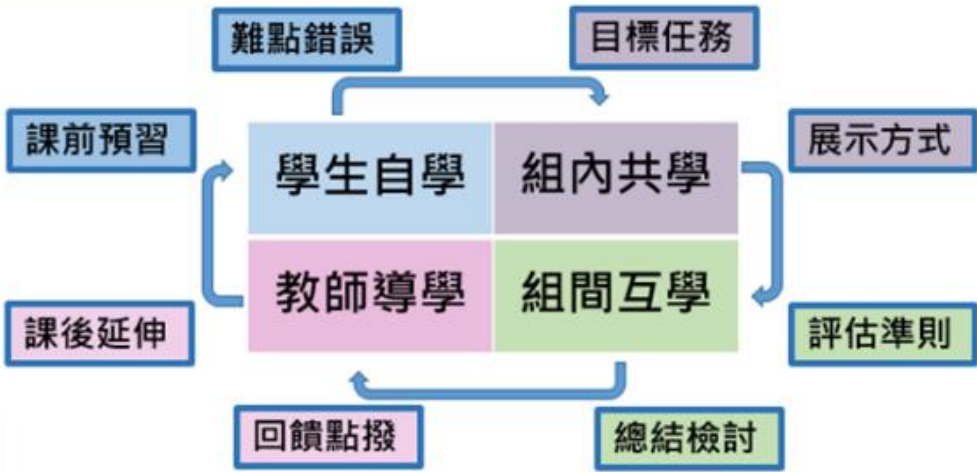 難點錯誤
目標任務
課前預習
展示方式
學生自學
組內共學
教師導學
組間互學
課後延伸
評估準則
回饋點撥
總結檢討